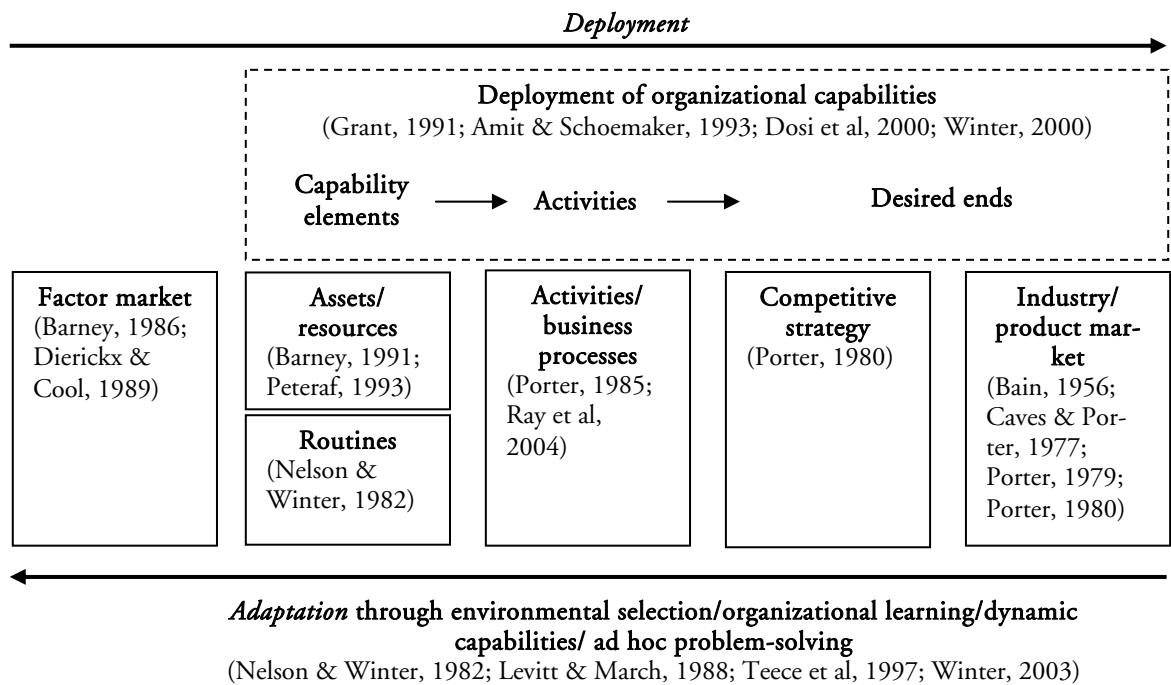 Deployment
Deployment of organizational capabilities
(Grant, 1991; Amit & Schoemaker, 1993; Dosi et al, 2000; Winter, 2000)
Capability
elements
Activities
Desired ends
Factor market
(Barney, 1986;
Dierickx &
Cool, 1989)
Assets/
resources
(Barney, 1991;
Peteraf, 1993)
Routines
(Nelson &
Winter, 1982)
Activities/
business
processes
(Porter, 1985;
Ray et al,
2004)
Competitive
strategy
(Porter, 1980)
Industry/
product mar-
ket
(Bain, 1956;
Caves & Por-
ter, 1977;
Porter, 1979;
Porter, 1980)
Adaptation through environmental selection/organizational learning/dynamic
capabilities/ ad hoc problem-solving
(Nelson & Winter, 1982; Levitt & March, 1988; Teece et al, 1997; Winter, 2003)